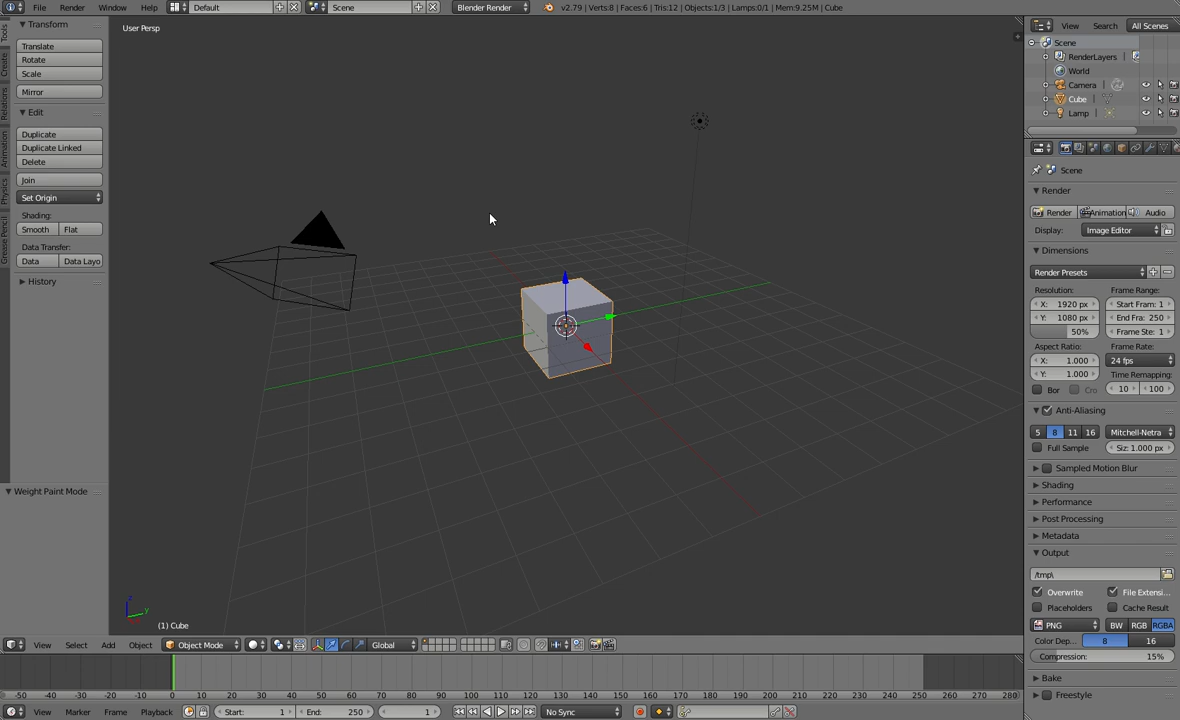 File Render Window Help Default Scene Blender Render v2.79 | Verts:8 | Faces:6 | Tris:12 | Objects:1/3 | Lamps:0/1 | Mem:9.25M | Cube
View Search All Scenes
Transform
User Persp
Translate
Rotate
Scale
Mirror
Edit
Duplicate
Duplicate Linked
Delete
Join
Set Origin
Shading:
Smooth Flat
Data Transfer:
Data Data Layo
History
Tools
Create
Relations
Animation
Physics
Grease Pencil
Weight Paint Mode
Scene
RenderLayers
World
Camera
Cube
Lamp
Scene
Render
Render Animation Audio
Display: Image Editor
Dimensions
Render Presets
Resolution: Frame Range:
X: 1920 px Start Fram: 1
Y: 1080 px End Fra: 250
50% Frame Ste: 1
Aspect Ratio: Frame Rate:
X: 1.000 24 fps
Y: 1.000 Time Remapping:
Bor Cro 10 100
Anti-Aliasing
5 8 11 16 Mitchell-Netra
Full Sample Siz: 1.000 px
Sampled Motion Blur
Shading
Performance
Post Processing
Metadata
Output
/tmp\
Overwrite File Extensi...
Placeholders Cache Result
PNG BW RGB RGBA
Color Dep... 8 16
Compression: 15%
Bake
Freestyle
z
y
(1) Cube
View Select Add Object Object Mode Global
-50 -40 -30 -20 -10 0 10 20 30 40 50 60 70 80 90 100 110 120 130 140 150 160 170 180 190 200 210 220 230 240 250 260 270 280
View Marker Frame Playback Start: 1 End: 250 1 No Sync